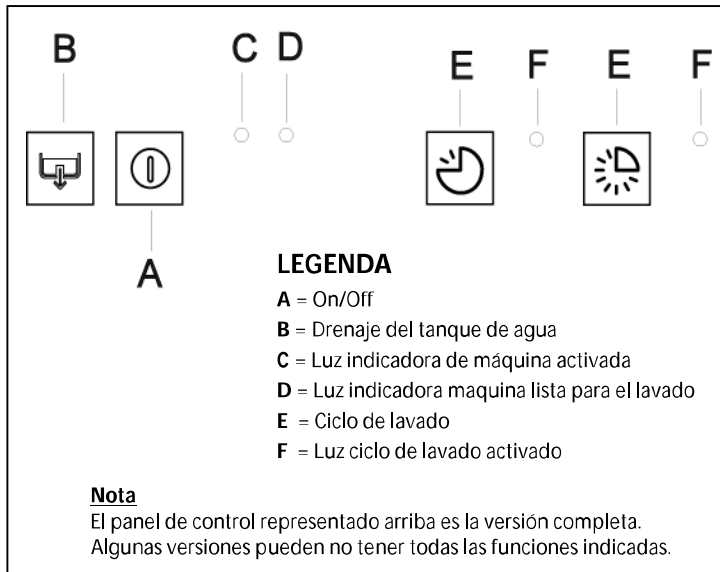 B C D E F E F
A
LEGENDA
A = On/Off
B = Drenaje del tanque de agua
C = Luz indicadora de máquina activada
D = Luz indicadora maquina lista para el lavado
E = Ciclo de lavado
F = Luz ciclo de lavado activado
Nota
El panel de control representado arriba es la versión completa.
Algunas versiones pueden no tener todas las funciones indicadas.